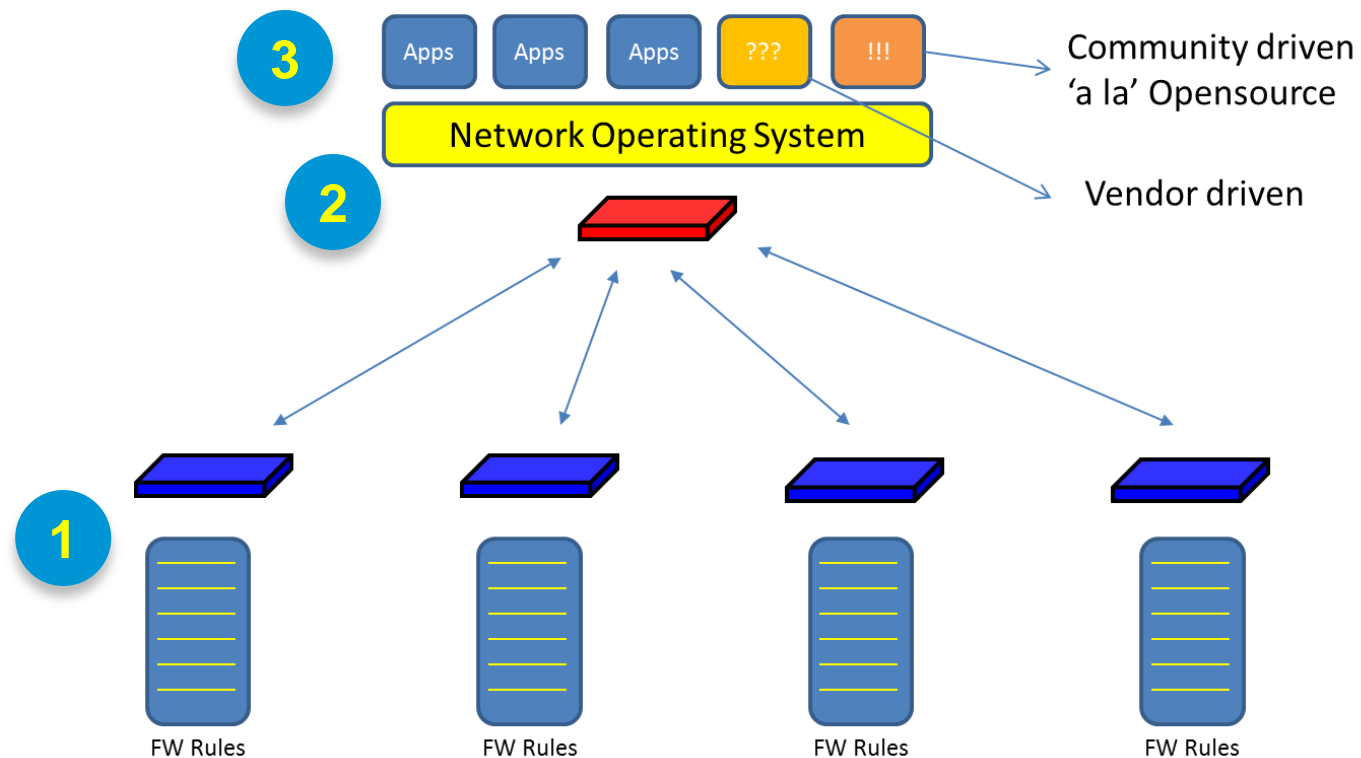 3
Apps
Apps
Apps
???
!!!
Community driven
‘a la’ Opensource
Network Operating System
2
Vendor driven
1
FW Rules
FW Rules
FW Rules
FW Rules